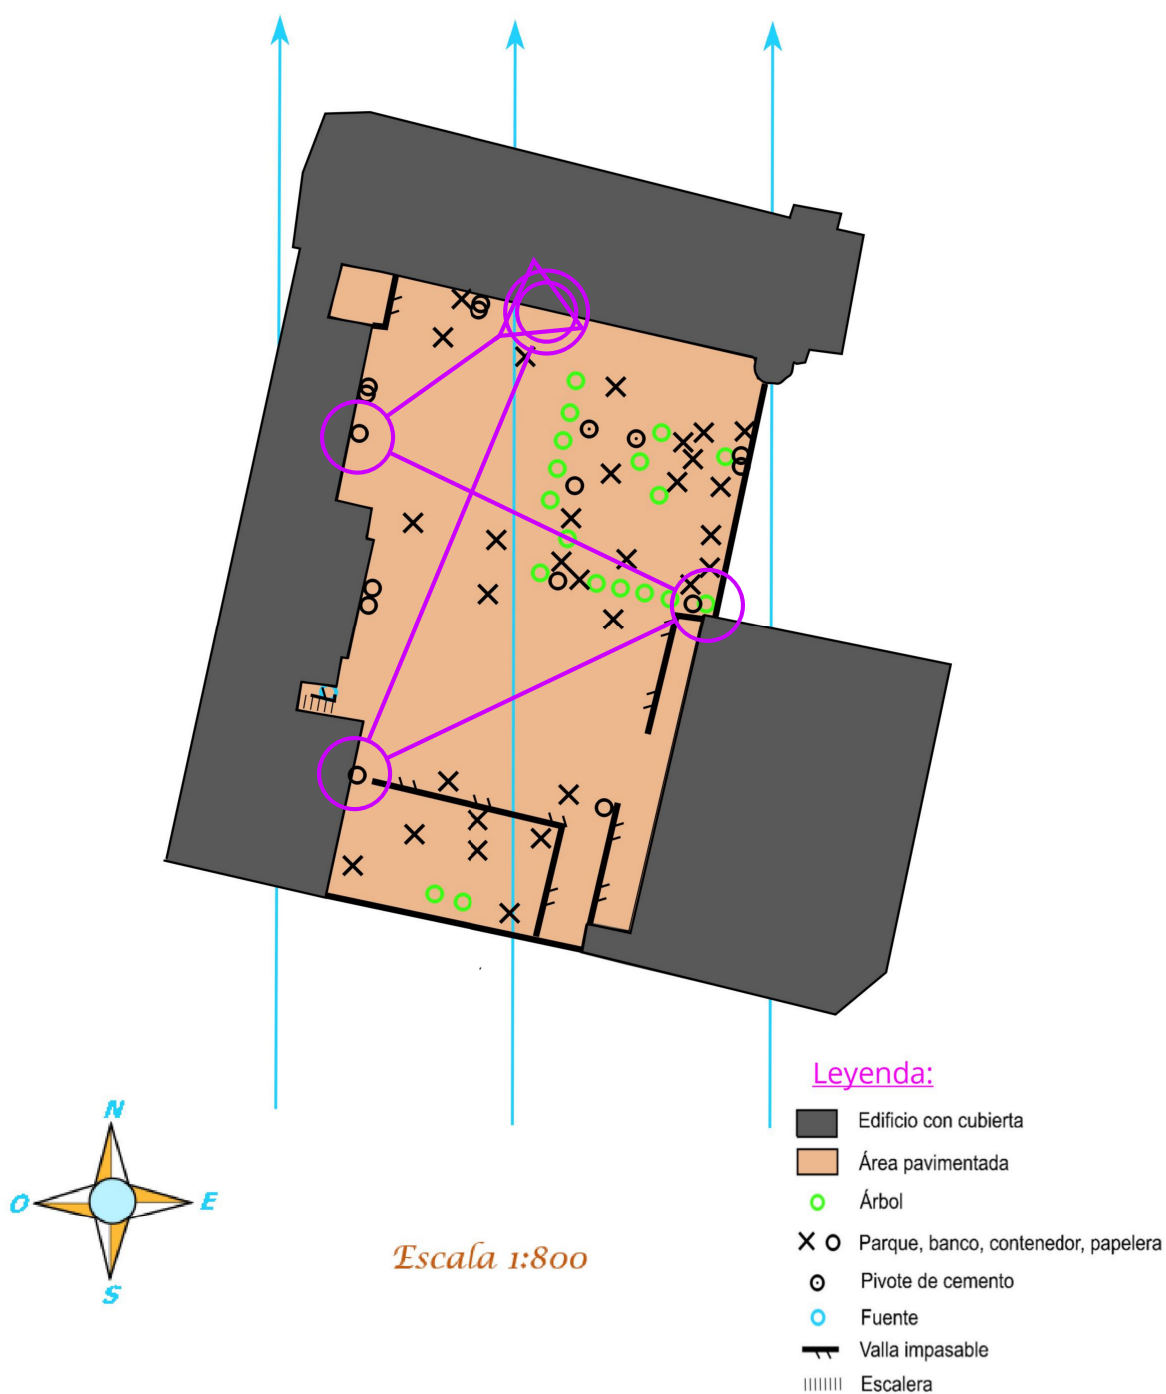 Leyenda:
Edificio con cubierta
Área pavimentada
Árbol
Parque, banco, contenedor, papelera
Pivote de cemento
Fuente
Valla impasable
Escalera
N
O E
S
Escala 1:800